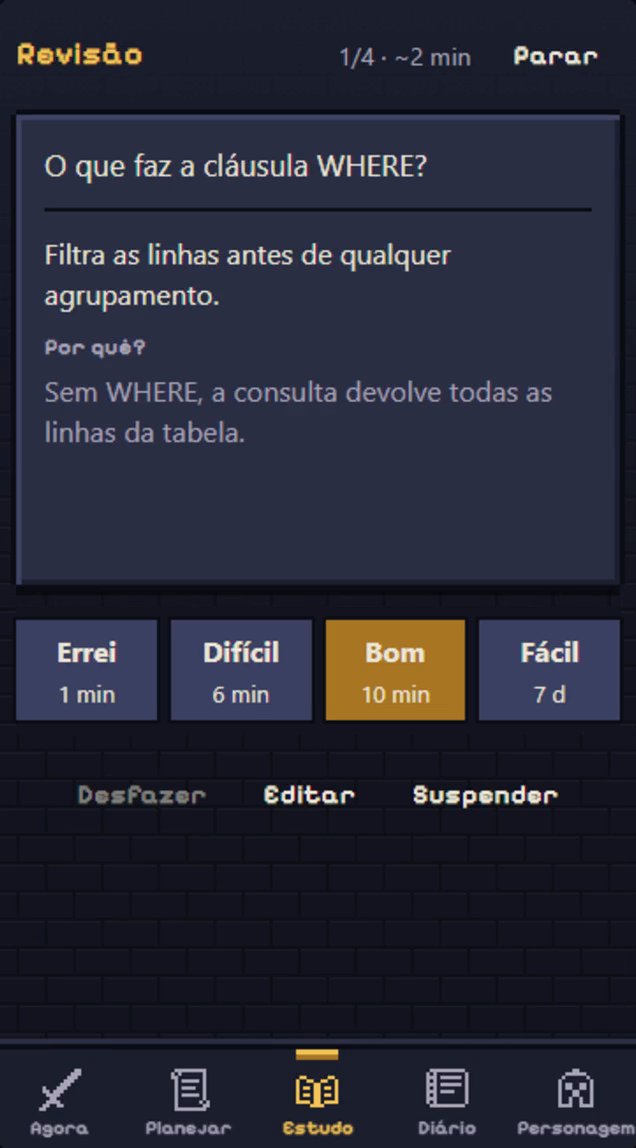 Revisão
1/4 · ~2 min
Parar
O que faz a cláusula WHERE?
Filtra as linhas antes de qualquer
agrupamento.
Por quê?
Sem WHERE, a consulta devolve todas as
linhas da tabela.
Errei
1 min
Difícil
6 min
Bom
10 min
Fácil
7 d
Desfazer
Editar
Suspender
Agora
Planejar
Estudo
Diário
Personagem